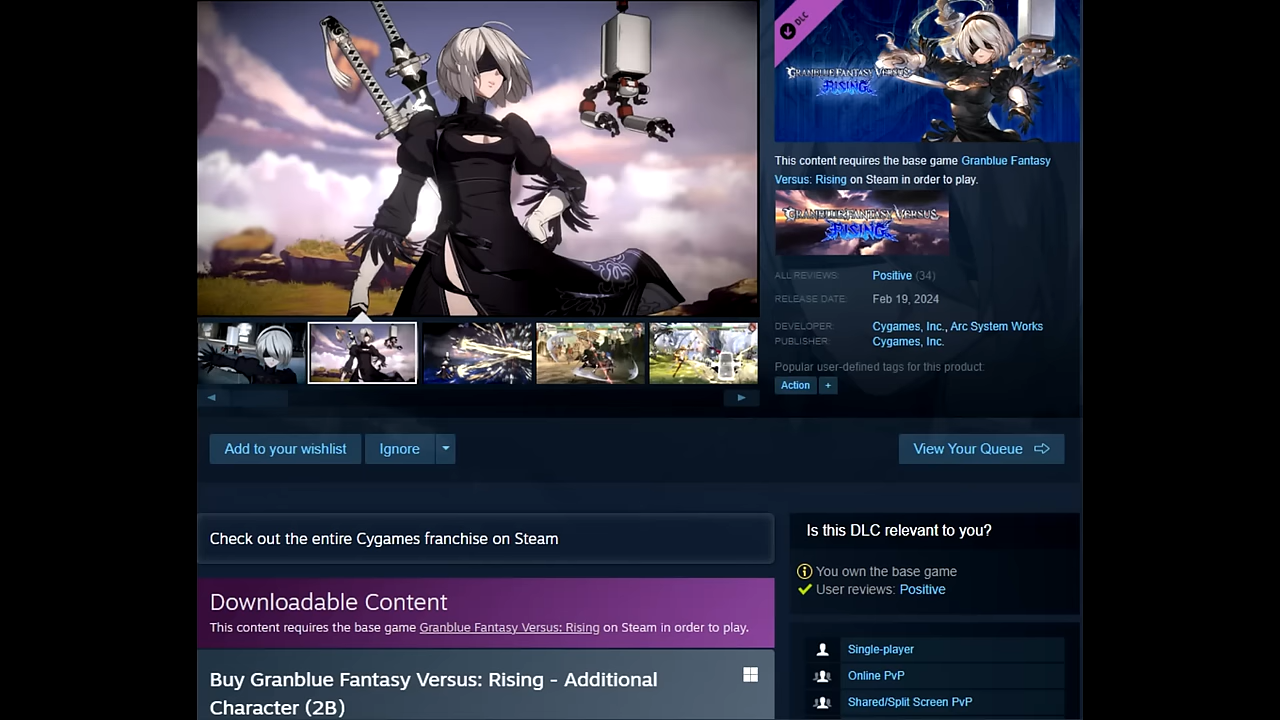 DLC
GRANBLUE FANTASY VERSUS
RISING
This content requires the base game Granblue Fantasy
Versus: Rising on Steam in order to play.
GRANBLUE FANTASY VERSUS
RISING
ALL REVIEWS: Positive (34)
RELEASE DATE: Feb 19, 2024
DEVELOPER: Cygames, Inc., Arc System Works
PUBLISHER: Cygames, Inc.
Popular user-defined tags for this product:
Action +
Add to your wishlist Ignore View Your Queue
Check out the entire Cygames franchise on Steam
Is this DLC relevant to you?
You own the base game
User reviews: Positive
Downloadable Content
This content requires the base game Granblue Fantasy Versus: Rising on Steam in order to play.
Single-player
Online PvP
Shared/Split Screen PvP
Buy Granblue Fantasy Versus: Rising - Additional
Character (2B)